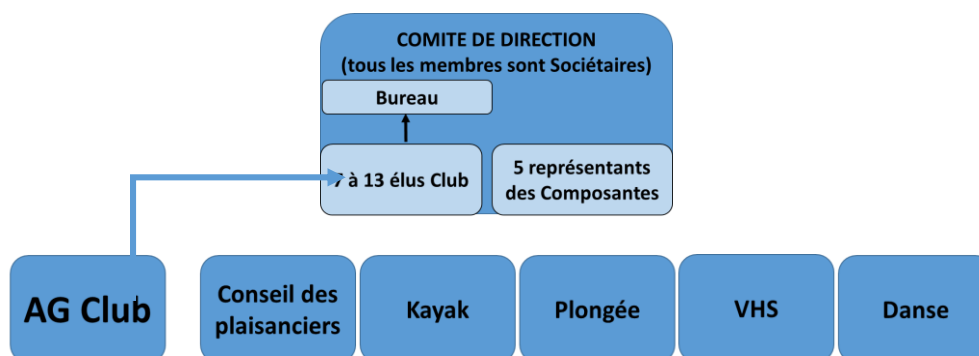 COMITE DE DIRECTION
(tous les membres sont Sociétaires)
Bureau
7 à 13 élus Club
5 représentants
des Composantes
AG Club
Conseil des
plaisanciers
Kayak
Plongée
VHS
Danse